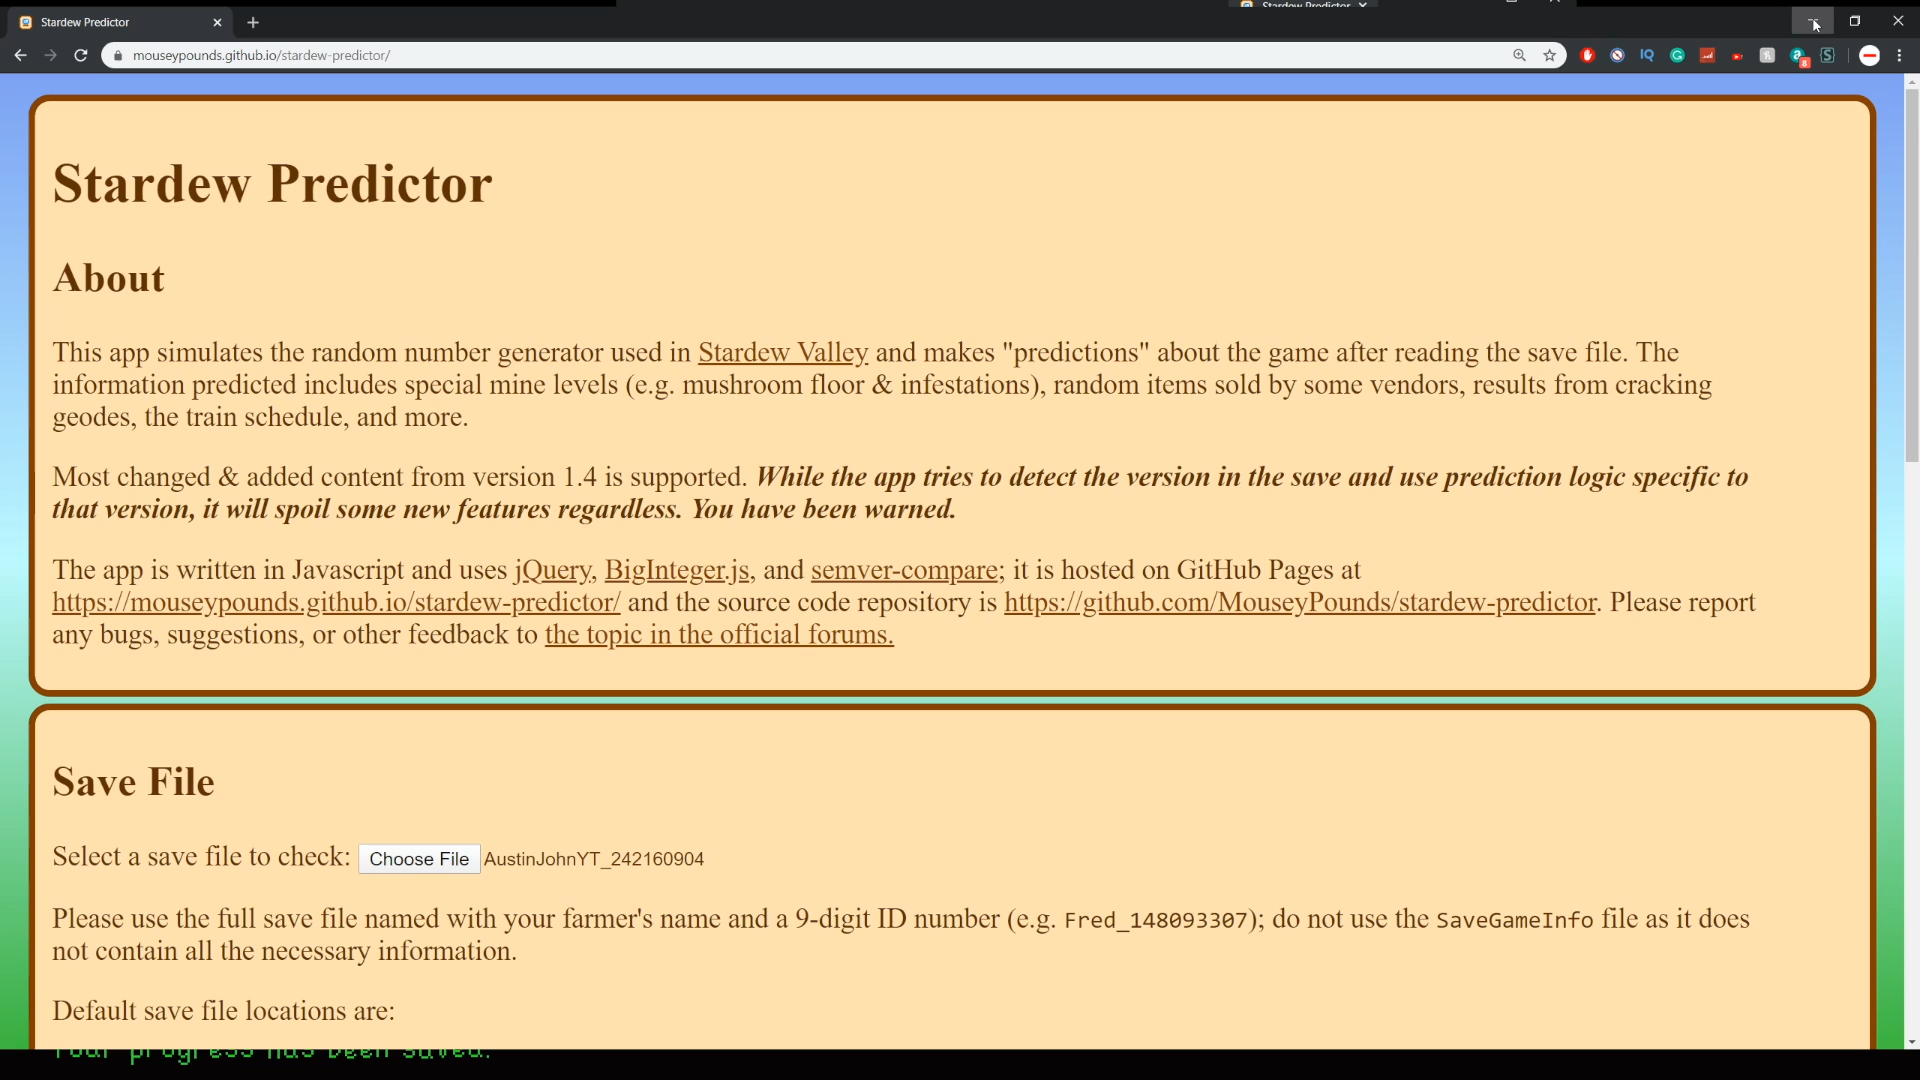 Stardew Predictor
Stardew Predictor
mouseypounds.github.io/stardew-predictor/
IQ
8
Stardew Predictor
About
This app simulates the random number generator used in Stardew Valley and makes "predictions" about the game after reading the save file. The
information predicted includes special mine levels (e.g. mushroom floor & infestations), random items sold by some vendors, results from cracking
geodes, the train schedule, and more.
Most changed & added content from version 1.4 is supported. While the app tries to detect the version in the save and use prediction logic specific to
that version, it will spoil some new features regardless. You have been warned.
The app is written in Javascript and uses jQuery, BigInteger.js, and semver-compare; it is hosted on GitHub Pages at
https://mouseypounds.github.io/stardew-predictor/ and the source code repository is https://github.com/MouseyPounds/stardew-predictor. Please report
any bugs, suggestions, or other feedback to the topic in the official forums.
Save File
Select a save file to check: Choose File AustinJohnYT_242160904
Please use the full save file named with your farmer's name and a 9-digit ID number (e.g. Fred_148093307); do not use the SaveGameInfo file as it does
not contain all the necessary information.
Default save file locations are:
Your progress has been saved.